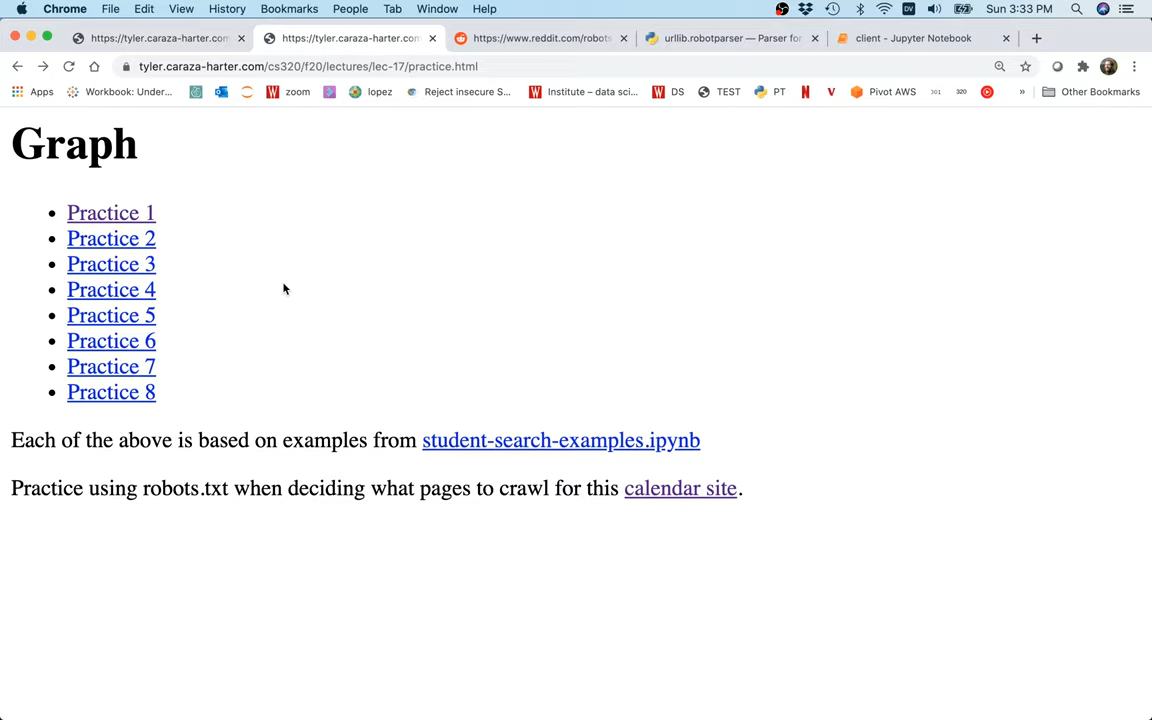 Chrome File Edit View History Bookmarks People Tab Window Help Sun 3:33 PM
https://tyler.caraza-harter.com https://tyler.caraza-harter.com https://www.reddit.com/robots urllib.robotparser — Parser for client - Jupyter Notebook
tyler.caraza-harter.com/cs320/f20/lectures/lec-17/practice.html
Apps Workbook: Under... zoom lopez Reject insecure S... Institute – data sci... DS TEST PT Pivot AWS 301 320 » Other Bookmarks
Graph
• Practice 1
• Practice 2
• Practice 3
• Practice 4
• Practice 5
• Practice 6
• Practice 7
• Practice 8
Each of the above is based on examples from student-search-examples.ipynb
Practice using robots.txt when deciding what pages to crawl for this calendar site.